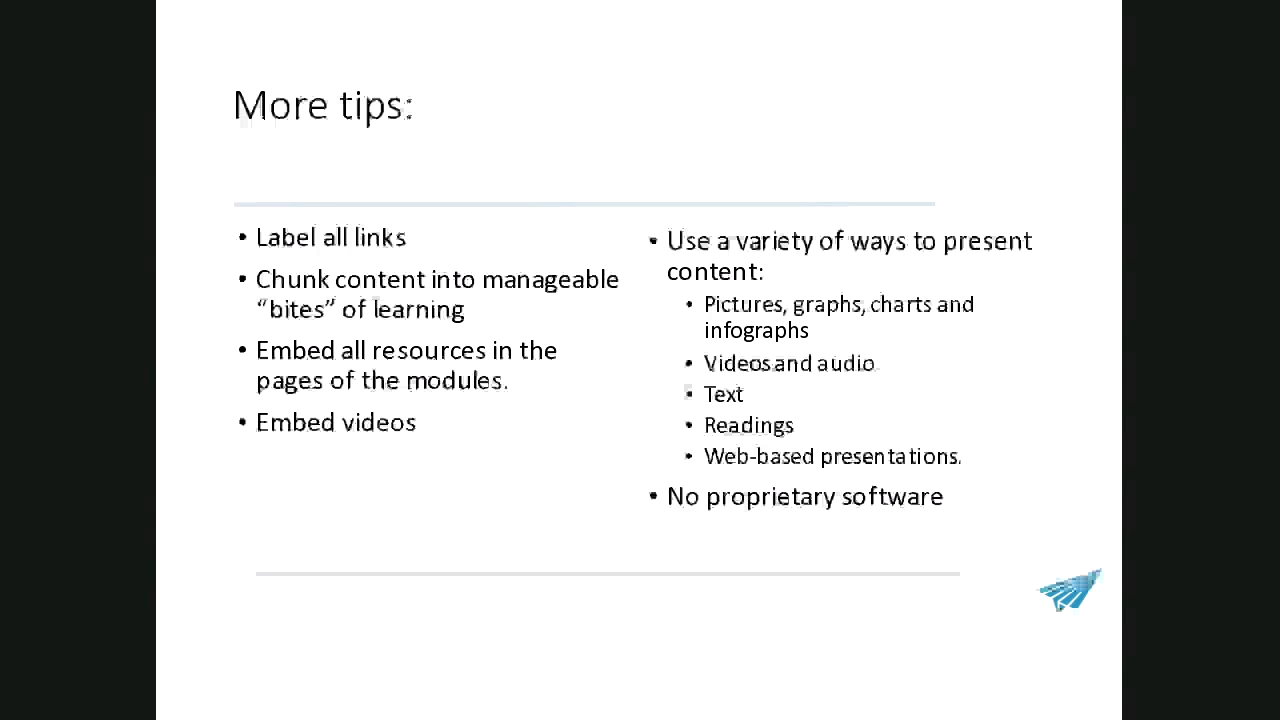 More tips:
• Label all links
• Chunk content into manageable
“bites” of learning
• Embed all resources in the
pages of the modules.
• Embed videos
• Use a variety of ways to present
content:
• Pictures, graphs, charts and
infographs
• Videos and audio
• Text
• Readings
• Web-based presentations.
• No proprietary software